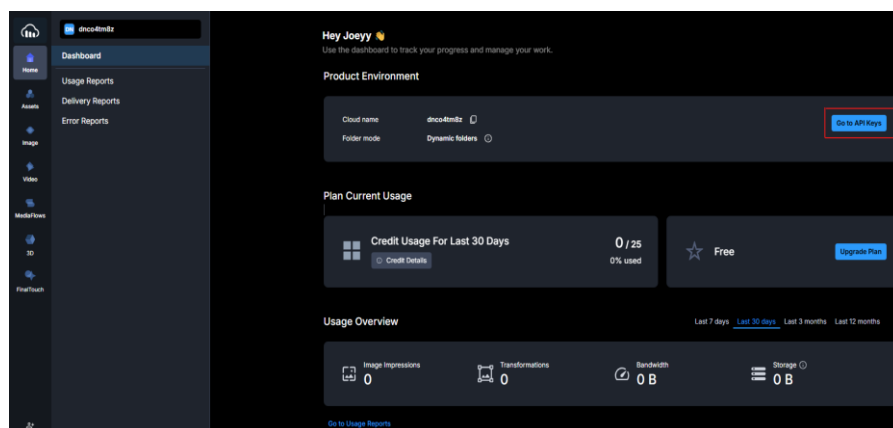 DN dnco4tm8z
Home
Assets
Image
Video
MediaFlows
3D
FinalTouch
Dashboard
Usage Reports
Delivery Reports
Error Reports
Hey Joeyy 👋
Use the dashboard to track your progress and manage your work.
Product Environment
Cloud name dnco4tm8z
Folder mode Dynamic folders
Go to API Keys
Plan Current Usage
Credit Usage For Last 30 Days
Credit Details
0 / 25
0% used
Free
Upgrade Plan
Usage Overview
Last 7 days Last 30 days Last 3 months Last 12 months
Image Impressions
0
Transformations
0
Bandwidth
0 B
Storage
0 B
Go to Usage Reports